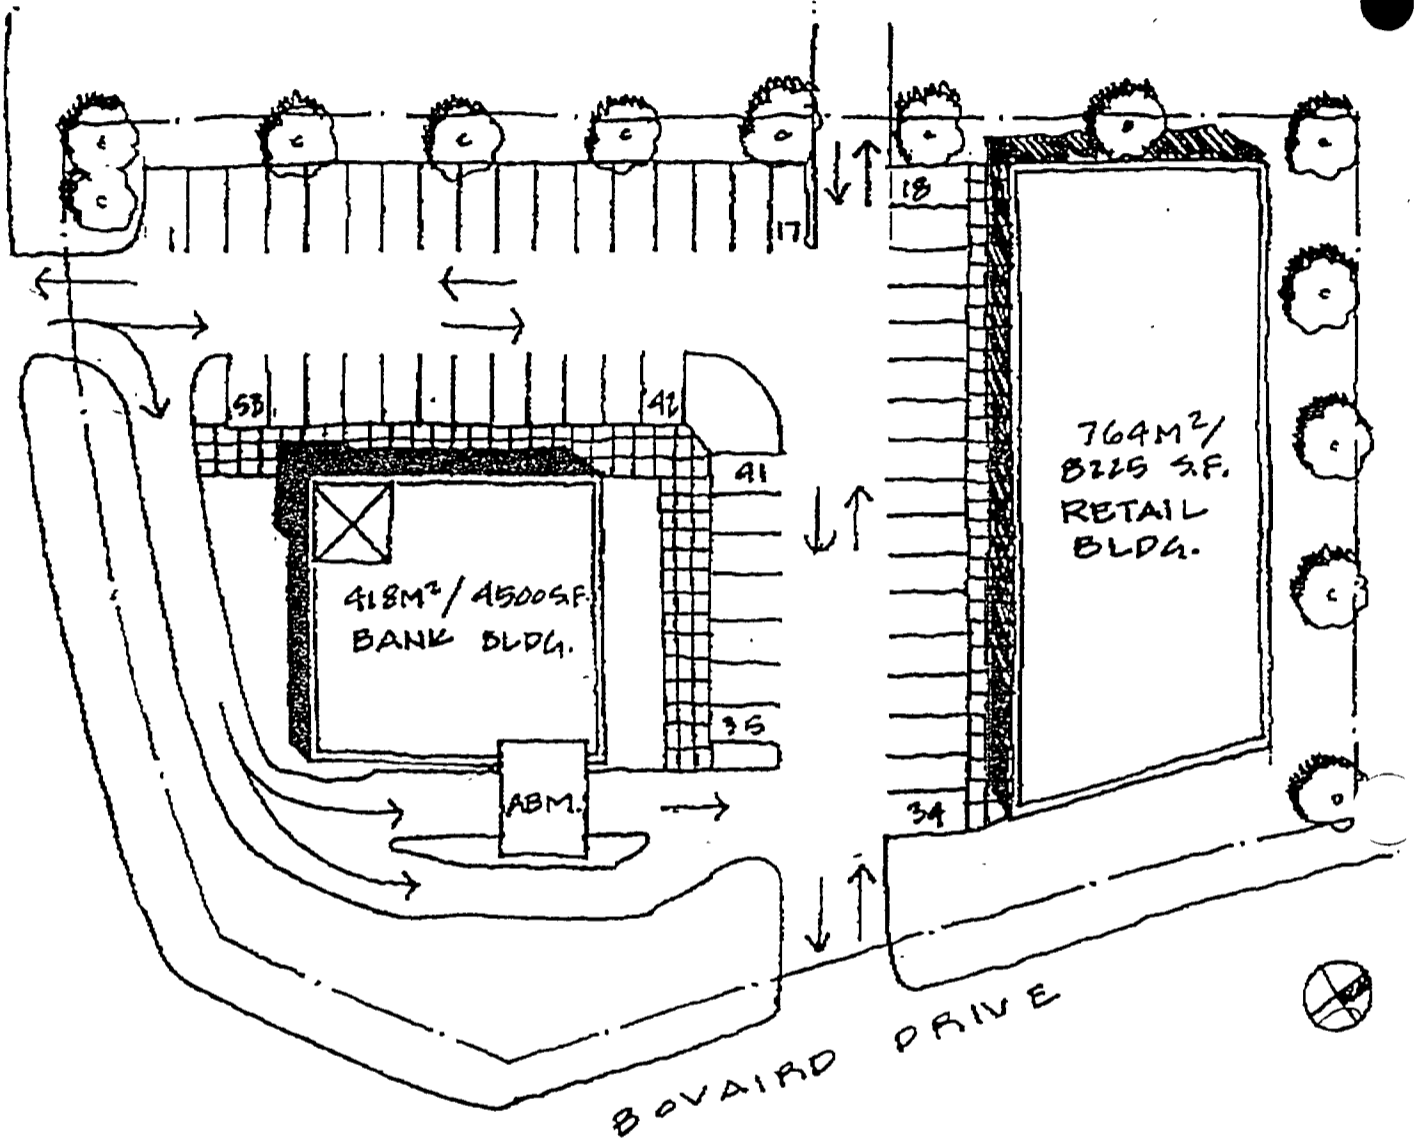 17
18
53
42
41
764M²/
8225 S.F.
RETAIL
BLDG.
418M²/4500S.F.
BANK BLDG.
35
ABM.
34
BOVAIRD DRIVE